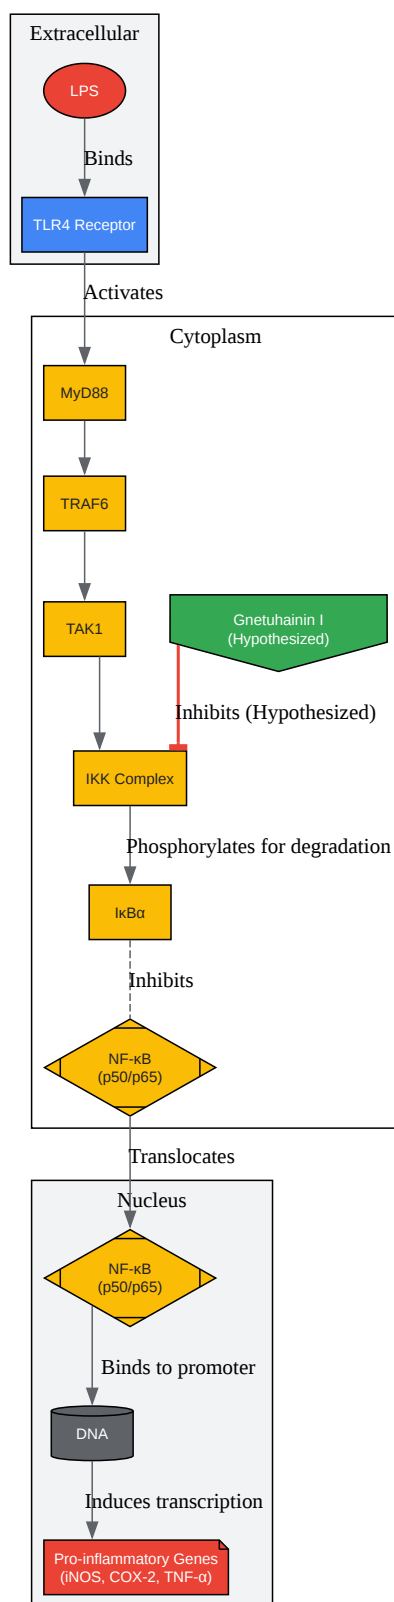 Extracellular
LPS
Binds
TLR4 Receptor
Activates
Cytoplasm
MyD88
TRAF6
Gnetuhainin I
(Hypothesized)
TAK1
Inhibits (Hypothesized)
IKK Complex
Phosphorylates for degradation
IκBα
Inhibits
NF-κB
(p50/p65)
Translocates
Nucleus
NF-κB
(p50/p65)
Binds to promoter
DNA
Induces transcription
Pro-inflammatory Genes
(iNOS, COX-2, TNF-α)